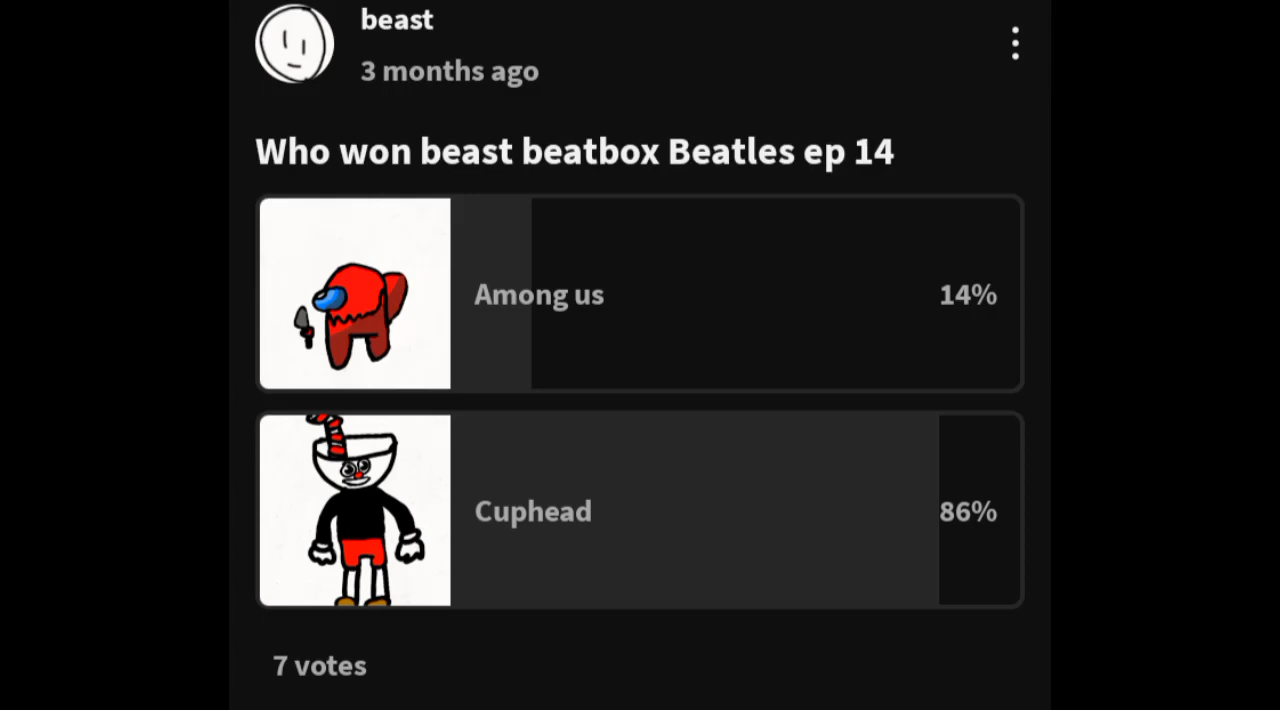 beast
3 months ago
Who won beast beatbox Beatles ep 14
Among us
14%
Cuphead
86%
7 votes